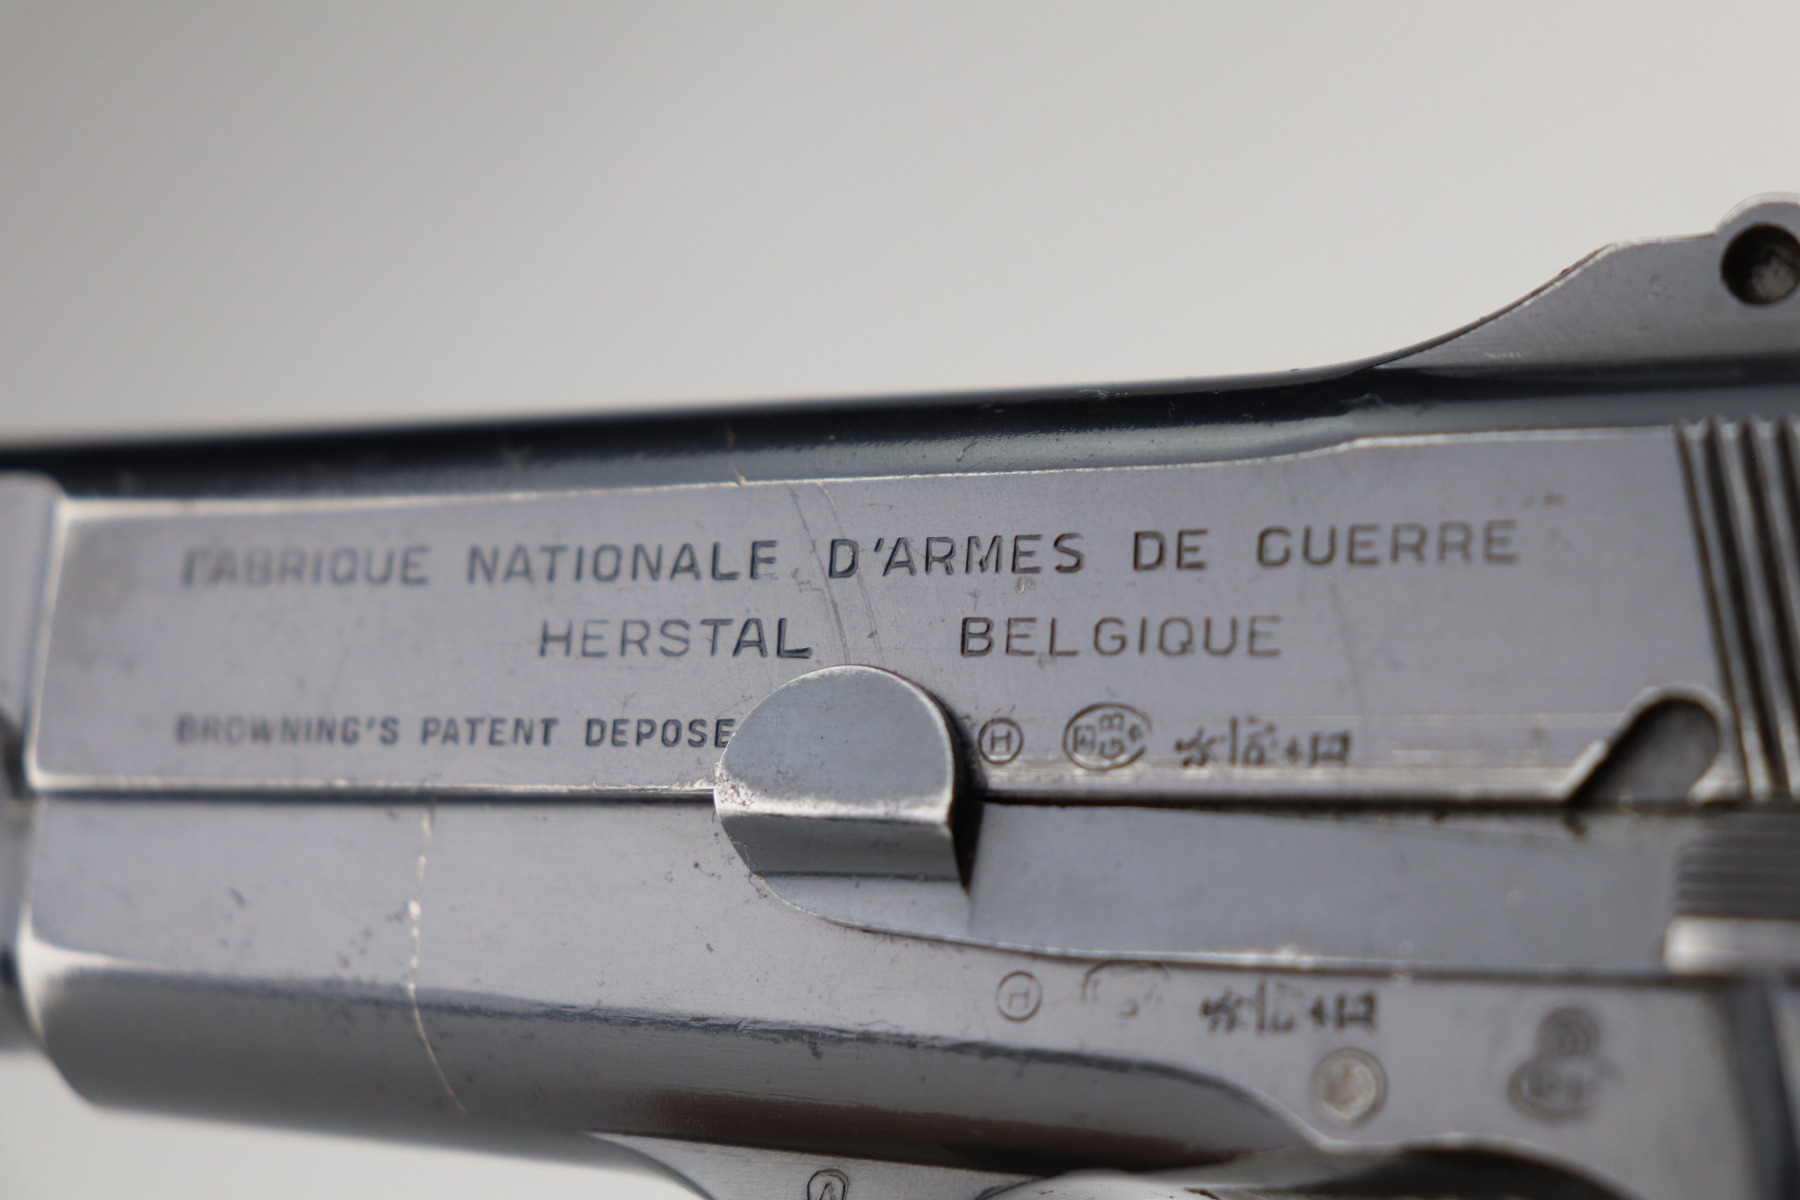 FABRIQUE NATIONALE D'ARMES DE GUERRE
HERSTAL BELGIQUE
BROWNING'S PATENT DEPOSE
H
H
A